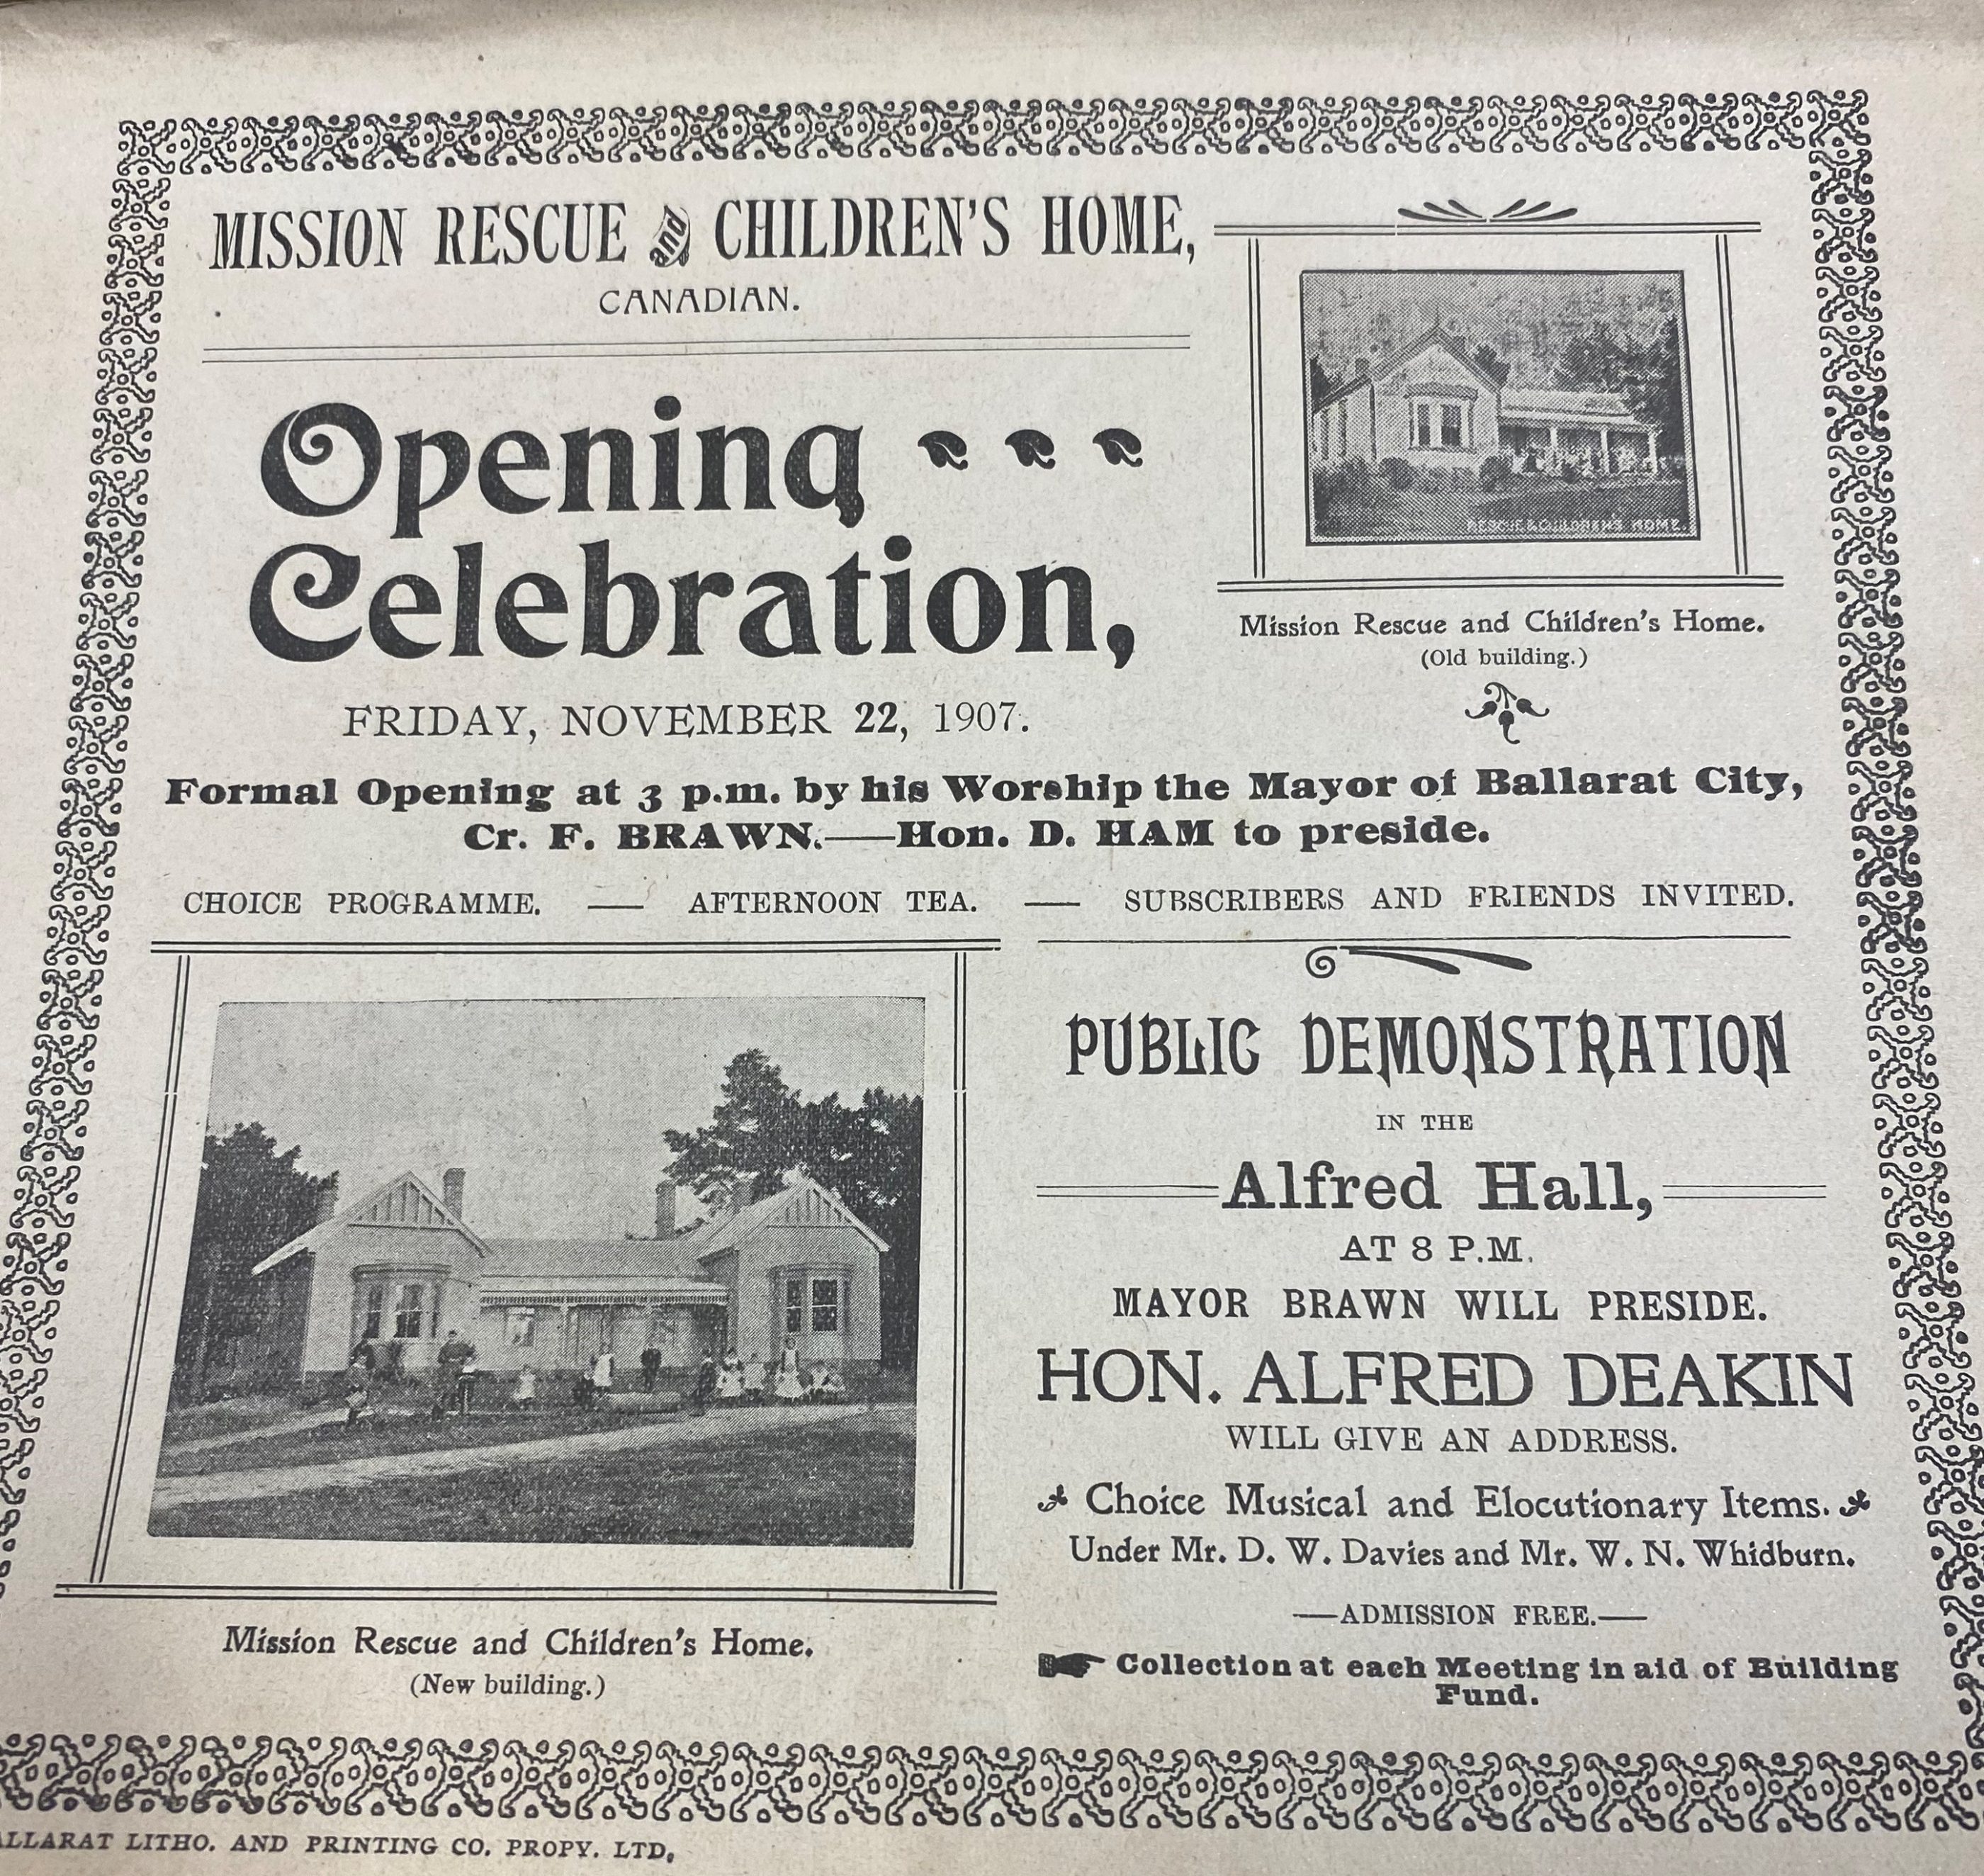 MISSION RESCUE and CHILDREN'S HOME,
CANADIAN.
Opening
Celebration,
FRIDAY, NOVEMBER 22, 1907.
RESCUE & CHILDREN'S HOME.
Mission Rescue and Children's Home.
(Old building.)
Formal Opening at 3 p.m. by his Worship the Mayor of Ballarat City,
Cr. F. BRAWN.—Hon. D. HAM to preside.
CHOICE PROGRAMME. — AFTERNOON TEA. — SUBSCRIBERS AND FRIENDS INVITED.
Mission Rescue and Children's Home.
(New building.)
PUBLIC DEMONSTRATION
IN THE
Alfred Hall,
AT 8 P.M.
MAYOR BRAWN WILL PRESIDE.
HON. ALFRED DEAKIN
WILL GIVE AN ADDRESS.
Choice Musical and Elocutionary Items.
Under Mr. D. W. Davies and Mr. W. N. Whidburn.
—ADMISSION FREE.—
☛ Collection at each Meeting in aid of Building
Fund.
ALLARAT LITHO. AND PRINTING CO. PROPY. LTD.